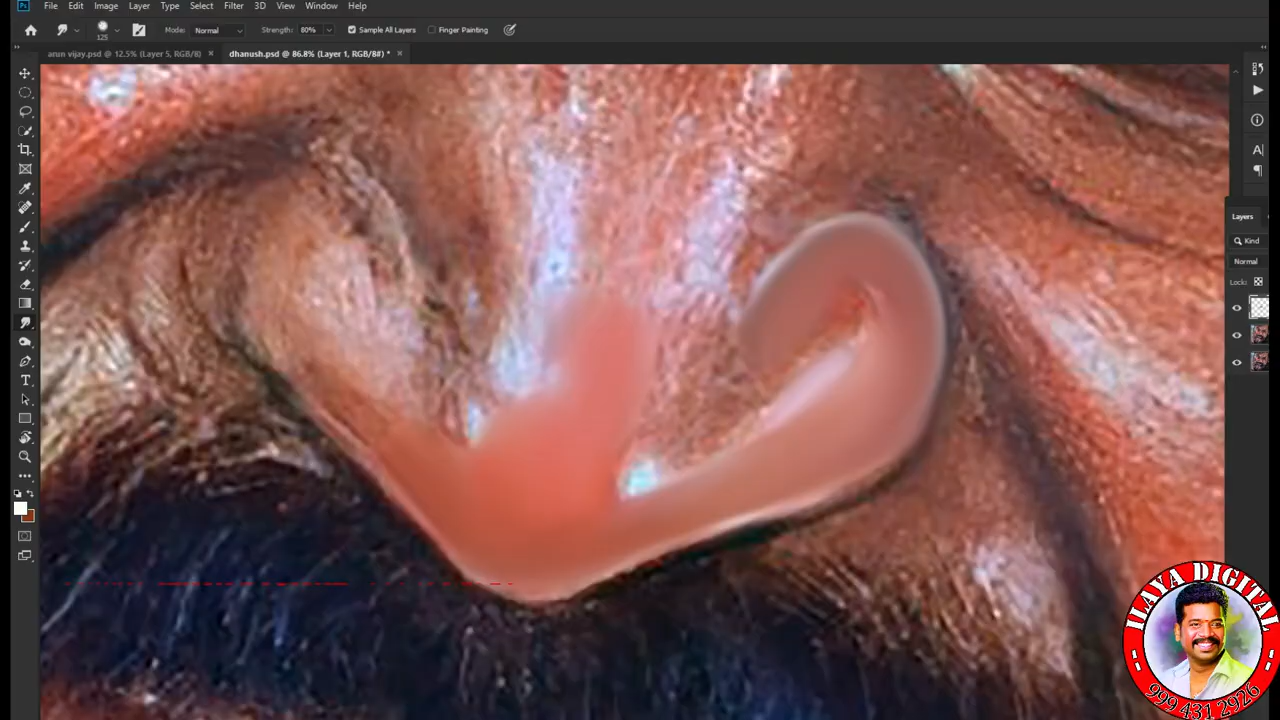 Ps File Edit Image Layer Type Select Filter 3D View Window Help
125 Mode: Normal Strength: 80% Sample All Layers Finger Painting
arun vijay.psd @ 12.5% (Layer 5, RGB/8) × dhanush.psd @ 86.8% (Layer 1, RGB/8#) * ×
Layers
Kind
Normal
Lock:
ILAYA DIGITAL
999 431 2926